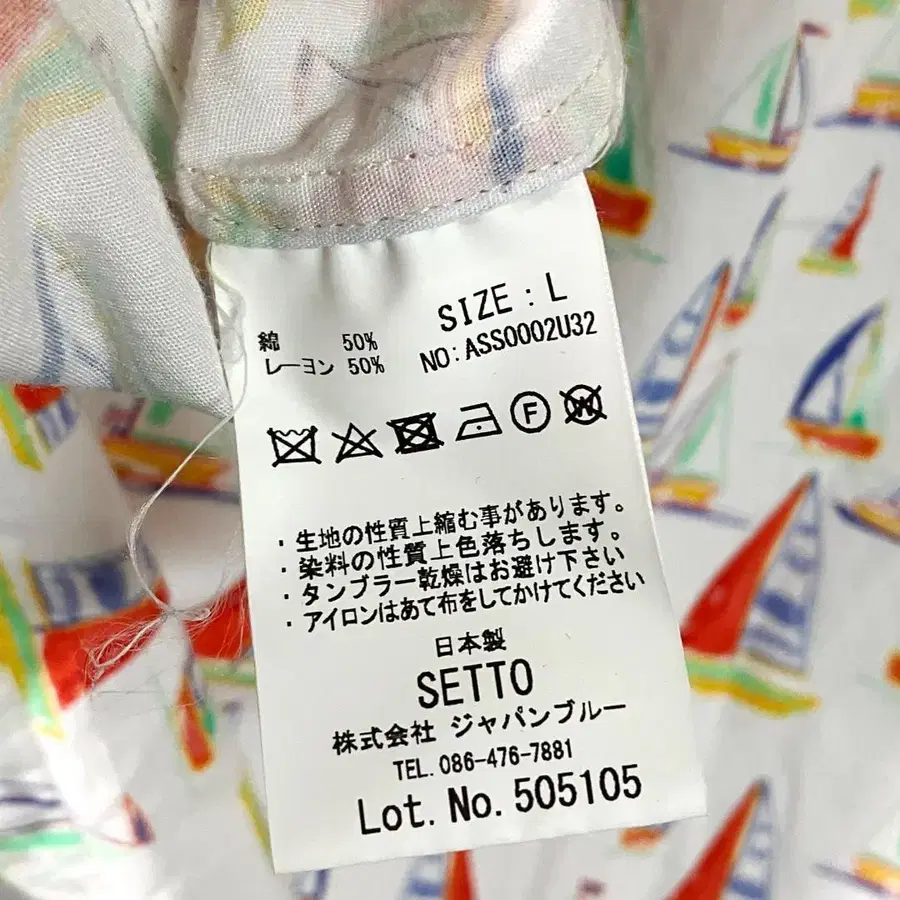 綿 50%
レーヨン 50%
SIZE : L
NO:ASS0002U32
F
W
・生地の性質上縮む事があります。
・染料の性質上色落ちします。
・タンブラー乾燥はお避け下さい
・アイロンはあて布をしてかけてください
日本製
SETTO
株式会社 ジャパンブルー
TEL. 086-476-7881
Lot. No. 505105